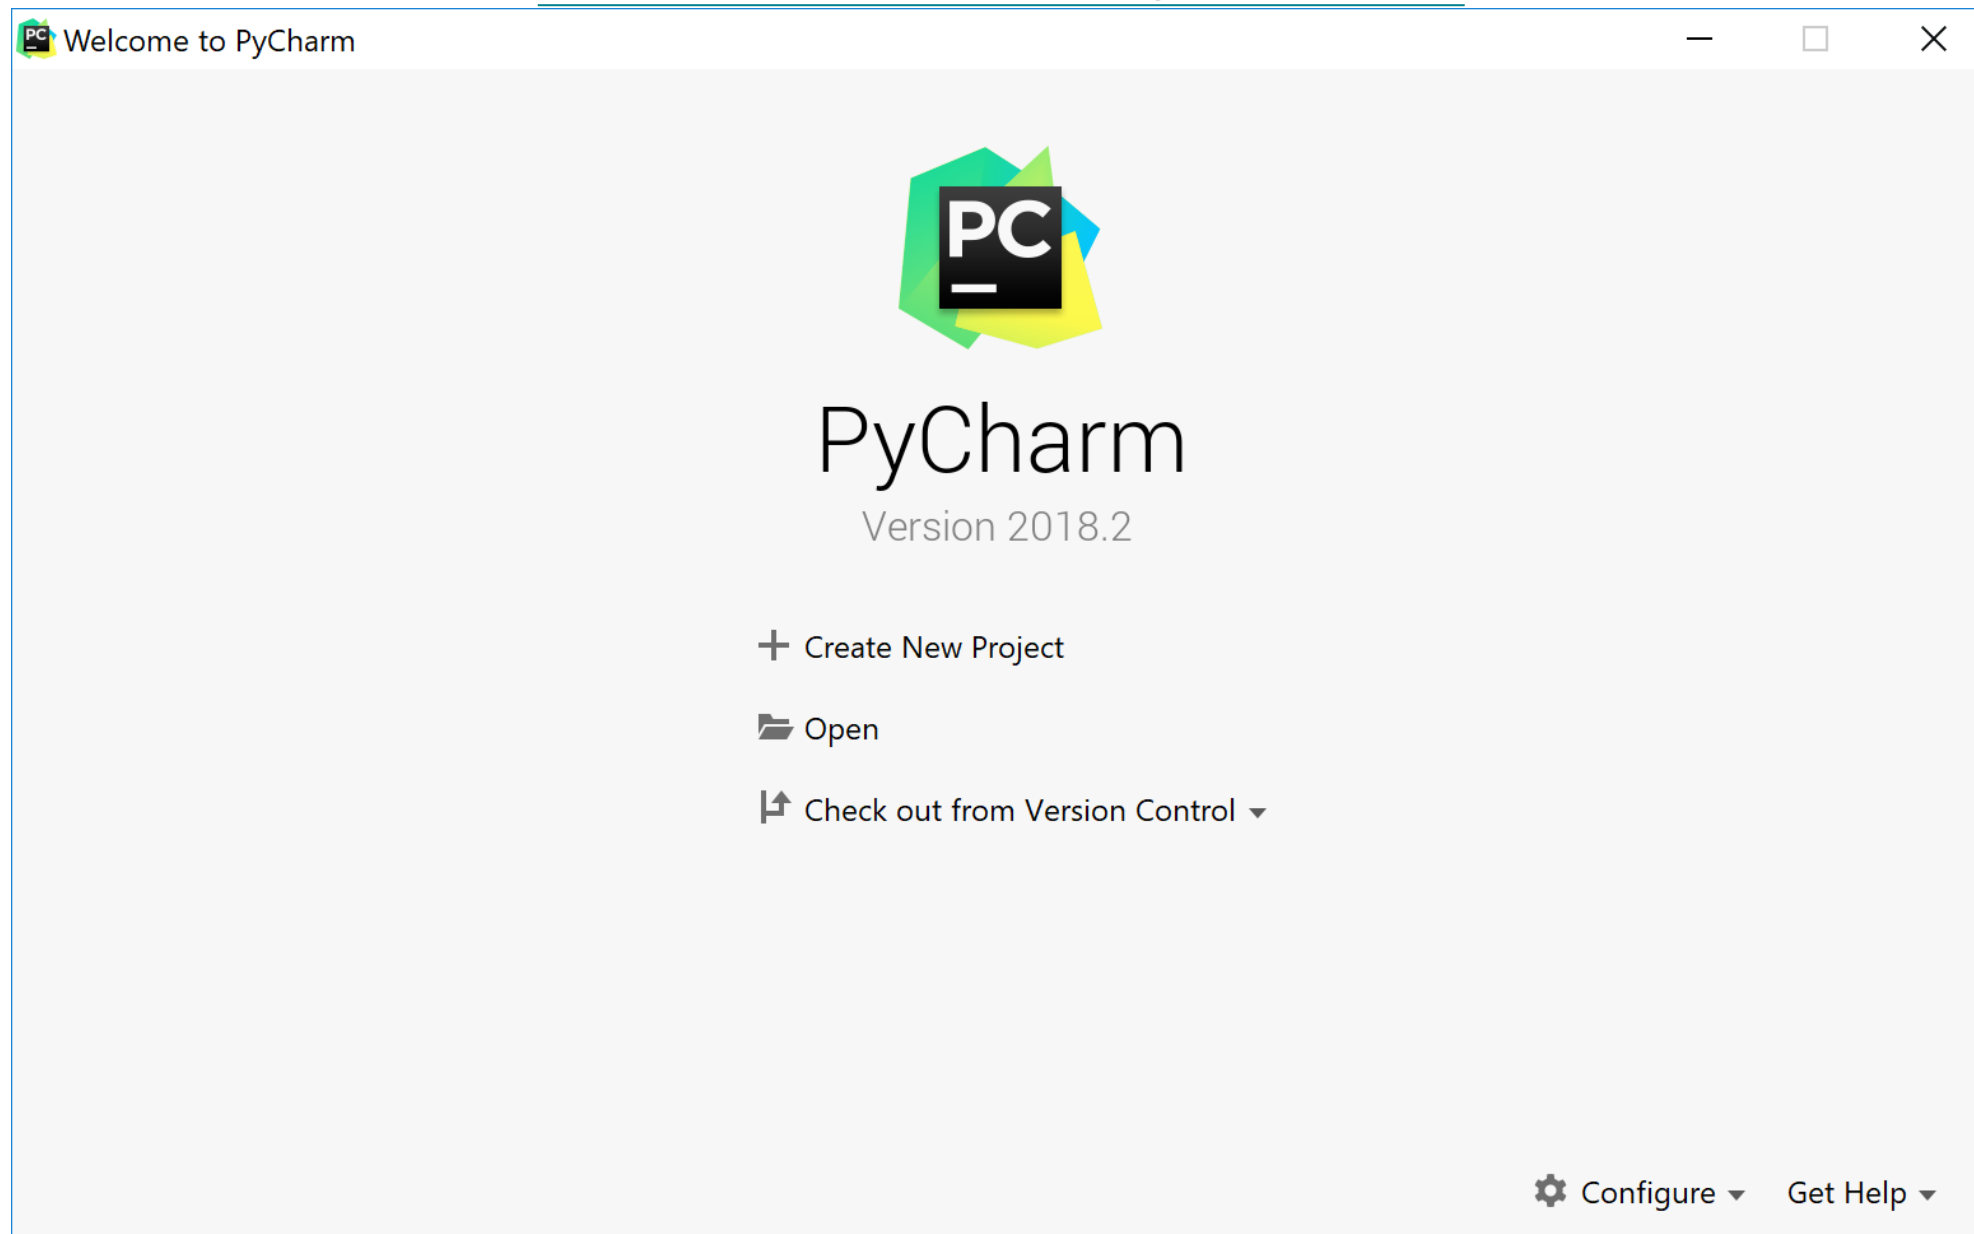 PC Welcome to PyCharm
PC
PyCharm
Version 2018.2
Create New Project
Open
Check out from Version Control
Configure
Get Help